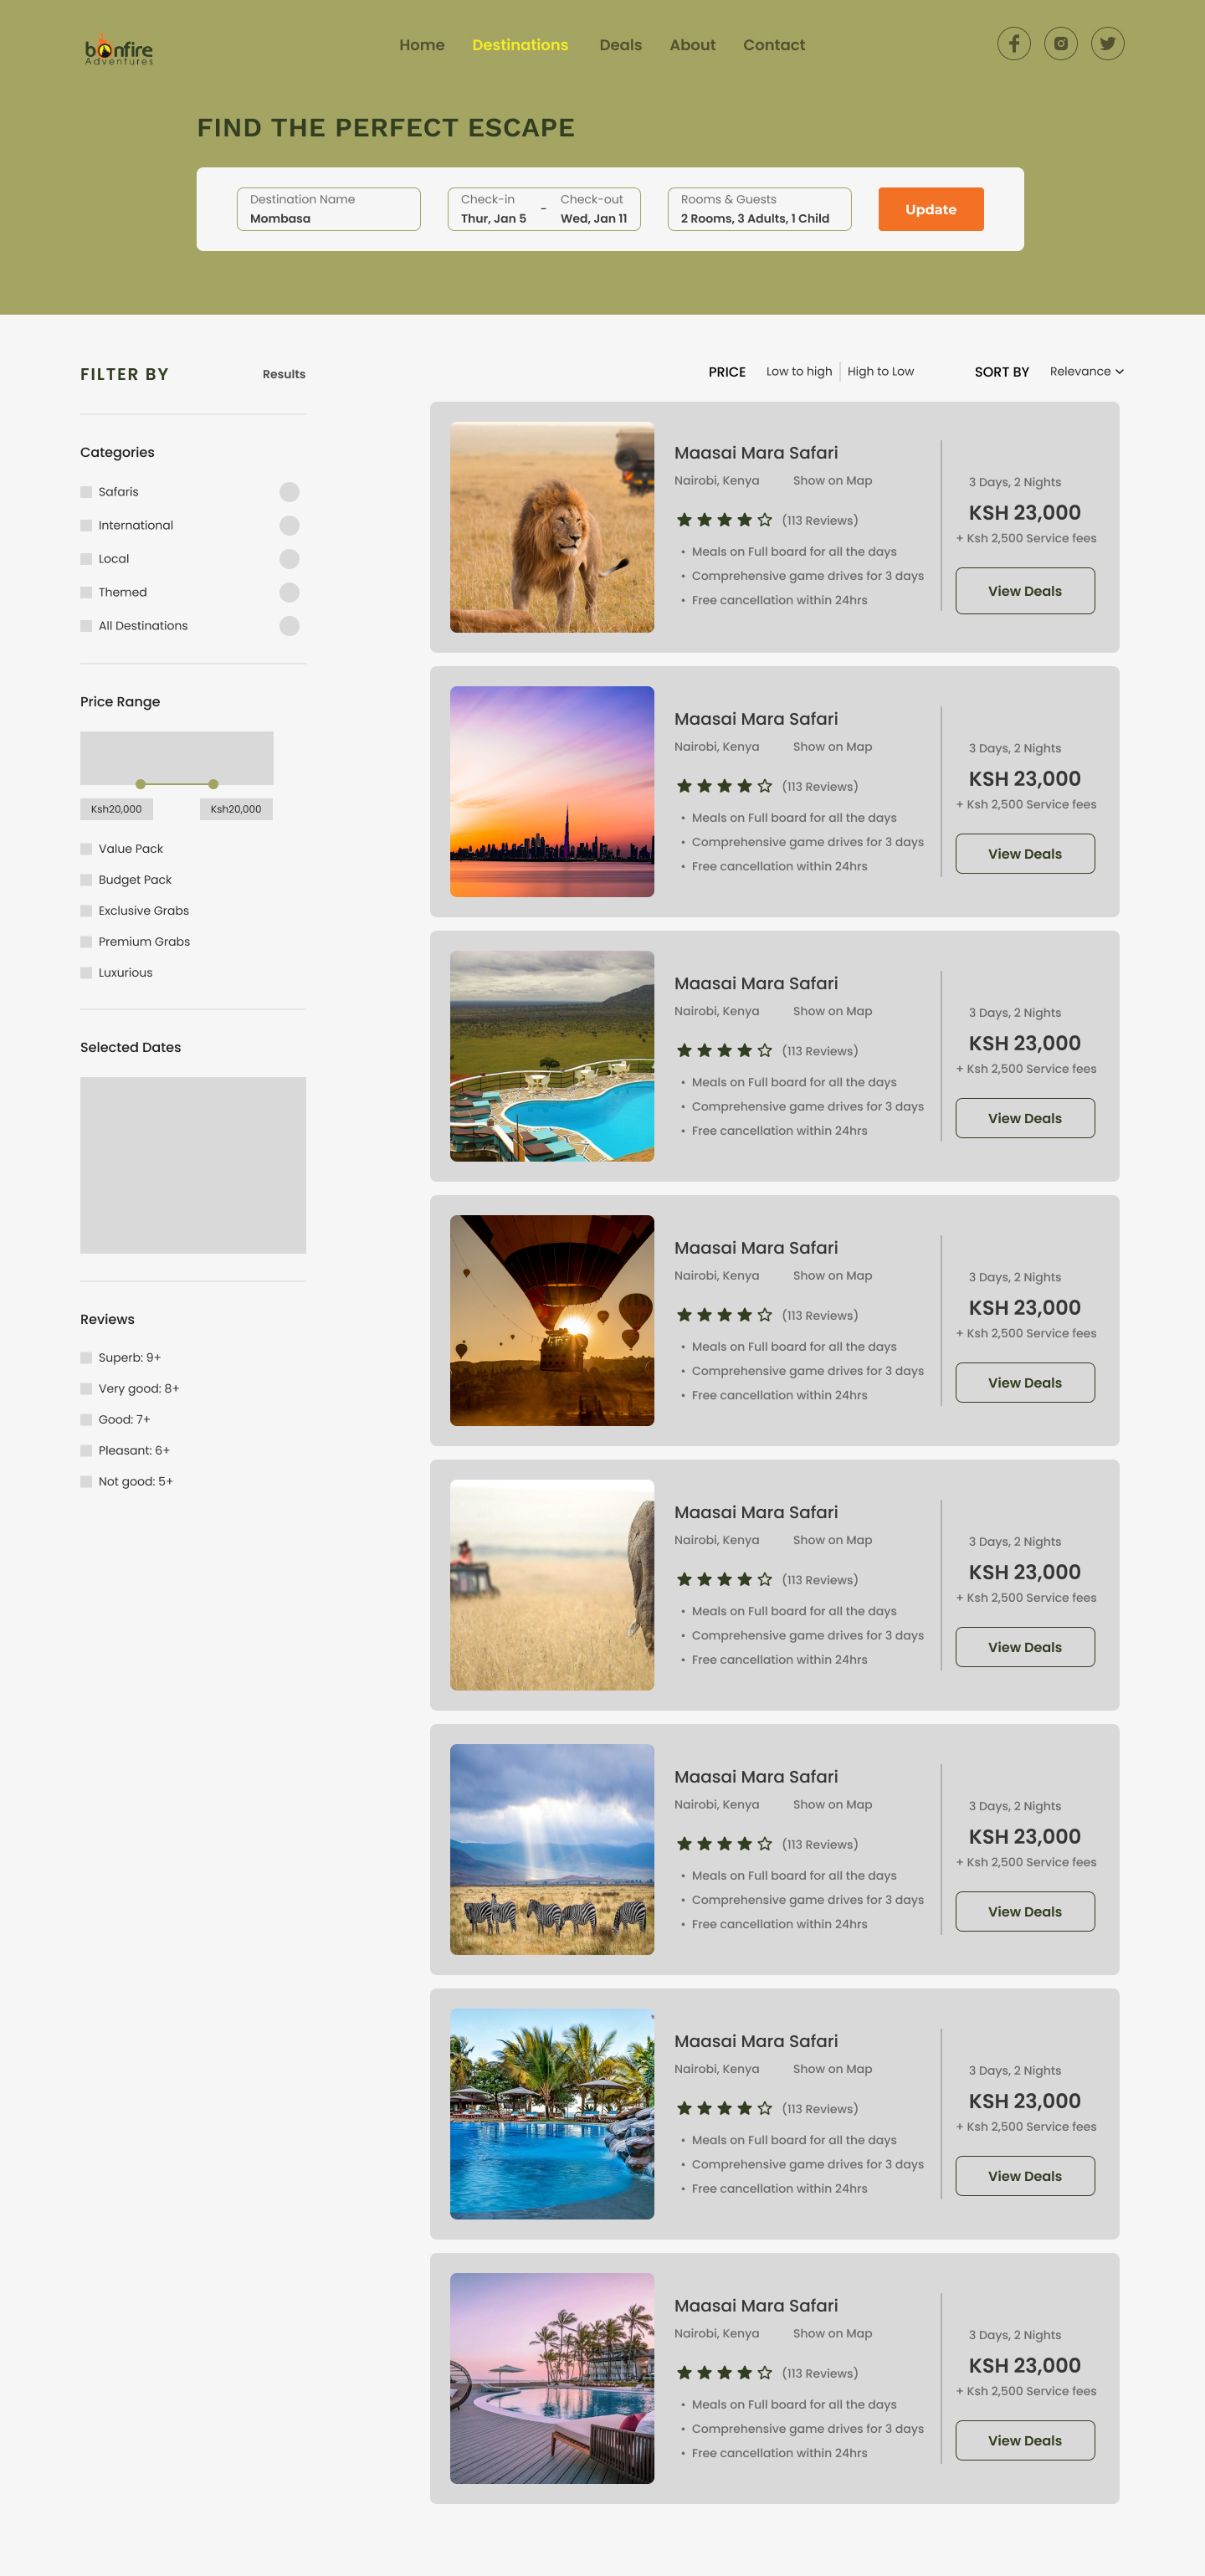 bonfire
Adventures
Home Destinations Deals About Contact
FIND THE PERFECT ESCAPE
Destination Name
Mombasa
Check-in - Check-out
Thur, Jan 5 Wed, Jan 11
Rooms & Guests
2 Rooms, 3 Adults, 1 Child
Update
FILTER BY Results
Categories
Safaris
International
Local
Themed
All Destinations
Price Range
Ksh20,000 Ksh20,000
Value Pack
Budget Pack
Exclusive Grabs
Premium Grabs
Luxurious
Selected Dates
Reviews
Superb: 9+
Very good: 8+
Good: 7+
Pleasant: 6+
Not good: 5+
PRICE Low to high High to Low SORT BY Relevance
Maasai Mara Safari
Nairobi, Kenya Show on Map
(113 Reviews)
• Meals on Full board for all the days
• Comprehensive game drives for 3 days
• Free cancellation within 24hrs
3 Days, 2 Nights
KSH 23,000
+ Ksh 2,500 Service fees
View Deals
Maasai Mara Safari
Nairobi, Kenya Show on Map
(113 Reviews)
• Meals on Full board for all the days
• Comprehensive game drives for 3 days
• Free cancellation within 24hrs
3 Days, 2 Nights
KSH 23,000
+ Ksh 2,500 Service fees
View Deals
Maasai Mara Safari
Nairobi, Kenya Show on Map
(113 Reviews)
• Meals on Full board for all the days
• Comprehensive game drives for 3 days
• Free cancellation within 24hrs
3 Days, 2 Nights
KSH 23,000
+ Ksh 2,500 Service fees
View Deals
Maasai Mara Safari
Nairobi, Kenya Show on Map
(113 Reviews)
• Meals on Full board for all the days
• Comprehensive game drives for 3 days
• Free cancellation within 24hrs
3 Days, 2 Nights
KSH 23,000
+ Ksh 2,500 Service fees
View Deals
Maasai Mara Safari
Nairobi, Kenya Show on Map
(113 Reviews)
• Meals on Full board for all the days
• Comprehensive game drives for 3 days
• Free cancellation within 24hrs
3 Days, 2 Nights
KSH 23,000
+ Ksh 2,500 Service fees
View Deals
Maasai Mara Safari
Nairobi, Kenya Show on Map
(113 Reviews)
• Meals on Full board for all the days
• Comprehensive game drives for 3 days
• Free cancellation within 24hrs
3 Days, 2 Nights
KSH 23,000
+ Ksh 2,500 Service fees
View Deals
Maasai Mara Safari
Nairobi, Kenya Show on Map
(113 Reviews)
• Meals on Full board for all the days
• Comprehensive game drives for 3 days
• Free cancellation within 24hrs
3 Days, 2 Nights
KSH 23,000
+ Ksh 2,500 Service fees
View Deals
Maasai Mara Safari
Nairobi, Kenya Show on Map
(113 Reviews)
• Meals on Full board for all the days
• Comprehensive game drives for 3 days
• Free cancellation within 24hrs
3 Days, 2 Nights
KSH 23,000
+ Ksh 2,500 Service fees
View Deals